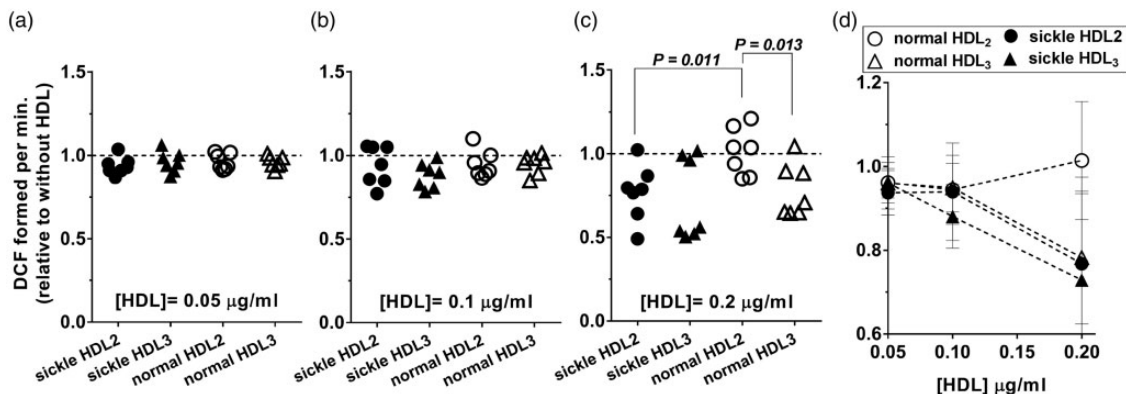 (a)
(b)
(c)
(d)
normal HDL2
sickle HDL2
normal HDL3
sickle HDL3
DCF formed per min.
(relative to without HDL)
1.5
1.0
0.5
0.0
[HDL]= 0.05 µg/ml
sickle HDL2
sickle HDL3
normal HDL2
normal HDL3
1.5
1.0
0.5
0.0
[HDL]= 0.1 µg/ml
sickle HDL2
sickle HDL3
normal HDL2
normal HDL3
P = 0.011
P = 0.013
1.5
1.0
0.5
0.0
[HDL]= 0.2 µg/ml
sickle HDL2
sickle HDL3
normal HDL2
normal HDL3
1.2
1.0
0.8
0.6
0.05
0.10
0.15
0.20
[HDL] µg/ml